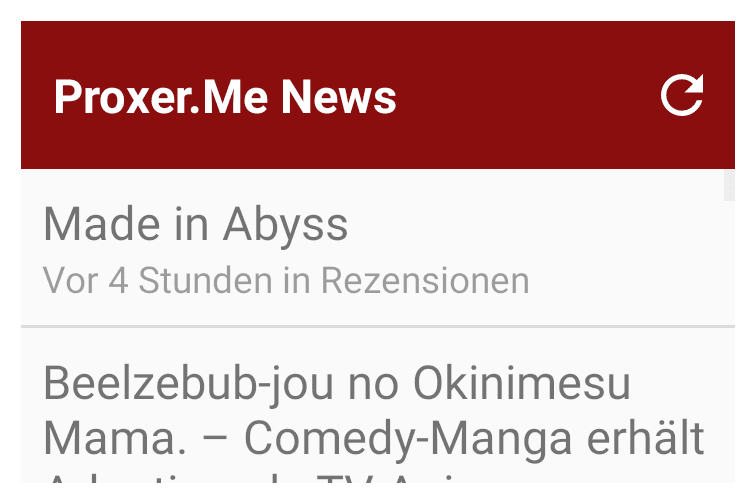 Proxer.Me News
Made in Abyss
Vor 4 Stunden in Rezensionen
Beelzebub-jou no Okinimesu
Mama. – Comedy-Manga erhält